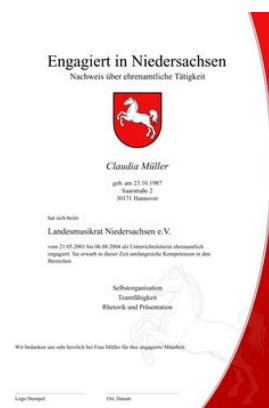 Engagiert in Niedersachsen
Nachweis über ehrenamtliche Tätigkeit
Claudia Müller
geb. am 23.10.1987
Saarstraße 2
30171 Hannover
hat sich beim
Landesmusikrat Niedersachsen e.V.
vom 21.05.2001 bis 06.08.2004 als Unterrichtsleiterin ehrenamtlich
engagiert. Sie erwarb in dieser Zeit umfangreiche Kompetenzen in den
Bereichen
Selbstorganisation
Teamfähigkeit
Rhetorik und Präsentation
Wir bedanken uns sehr herzlich bei Frau Müller für ihre engagierte Mitarbeit.
Logo/Stempel
Ort, Datum